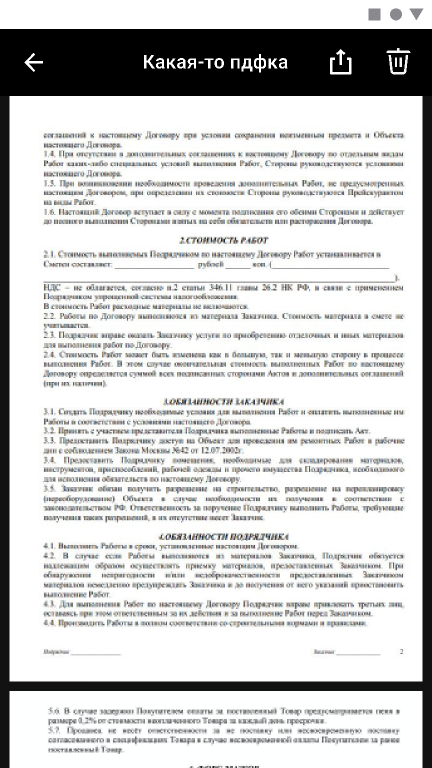 Какая-то пдфка
соглашений к настоящему Договору при условии сохранения неизменным предмета и Объекта
настоящего Договора.
1.4. При отсутствии в дополнительных соглашениях к настоящему Договору по отдельным видам
Работ каких-либо специальных условий выполнения Работ, Стороны руководствуются условиями
настоящего Договора.
1.5. При возникновении необходимости проведения дополнительных Работ, не предусмотренных
настоящим Договором, при определении их стоимости Стороны руководствуются Прейскурантом
на виды Работ.
1.6. Настоящий Договор вступает в силу с момента подписания его обеими Сторонами и действует
до полного выполнения Сторонами взятых на себя обязательств или расторжения Договора.
2.СТОИМОСТЬ РАБОТ
2.1. Стоимость выполняемых Подрядчиком по настоящему Договору Работ устанавливается в
Сметен составляет: ____________ рублей ______ коп. (____________________
____________________________________________________________).
НДС – не облагается, согласно п.2 статьи 346.11 главы 26.2 НК РФ, в связи с применением
Подрядчиком упрощенной системы налогообложения.
В стоимость Работ расходные материалы не включаются.
2.2. Работы по Договору выполняются из материала Заказчика. Стоимость материала в смете не
учитывается.
2.3. Подрядчик вправе оказать Заказчику услуги по приобретению отделочных и иных материалов
для выполнения работ по Договору.
2.4. Стоимость Работ может быть изменена как в большую, так и меньшую сторону в процессе
выполнения Работ. В этом случае окончательная стоимость выполненных Работ по настоящему
Договору определяется суммой всех подписанных сторонами Актов и дополнительных соглашений
(при их наличии).
3.ОБЯЗАННОСТИ ЗАКАЗЧИКА
3.1. Создать Подрядчику необходимые условия для выполнения Работ и оплатить выполненные им
Работы в соответствии с условиями настоящего Договора.
3.2. Принять с участием представителя Подрядчика выполненные Работы и подписать Акт.
3.3. Предоставить Подрядчику доступ на Объект для проведения им ремонтных Работ в рабочие
дни с соблюдением Закона Москвы №42 от 12.07.2002г.
3.4. Предоставить Подрядчику помещения, необходимые для складирования материалов,
инструментов, приспособлений, рабочей одежды и прочего имущества Подрядчика, необходимого
для исполнения обязательств по настоящему Договору.
3.5. Заказчик обязан получить разрешение на строительство, разрешение на перепланировку
(переоборудование) Объекта в случае необходимости их получения в соответствии с
законодательством РФ. Ответственность за поручение Подрядчику выполнить Работы, требующие
получения таких разрешений, в их отсутствие несет Заказчик.
4.ОБЯЗАННОСТИ ПОДРЯДЧИКА
4.1. Выполнить Работы в сроки, установленные настоящим Договором.
4.2. В случае если Работы выполняются из материалов Заказчика, Подрядчик обязуется
надлежащим образом осуществлять приемку материалов, предоставленных Заказчиком. При
обнаружении непригодности и/или недоброкачественности предоставленных Заказчиком
материалов немедленно предупреждать Заказчика и до получения от него указаний приостановить
выполнение Работ.
4.3. Для выполнения Работ по настоящему Договору Подрядчик вправе привлекать третьих лиц,
оставаясь при этом ответственным за их действия и за выполнение Работ перед Заказчиком.
4.4. Производить Работы в полном соответствии со строительными нормами и правилами.
Подрядчик ____________ Заказчик ____________ 2
5.6. В случае задержки Покупателем оплаты за поставленный Товар предусматривается пеня в
размере 0,2% от стоимости неоплаченного Товара за каждый день просрочки.
5.7. Продавец не несёт ответственности за не поставку или несвоевременную поставку
согласованного в спецификациях Товара в случае несвоевременной оплаты Покупателем за ранее
поставленный Товар.